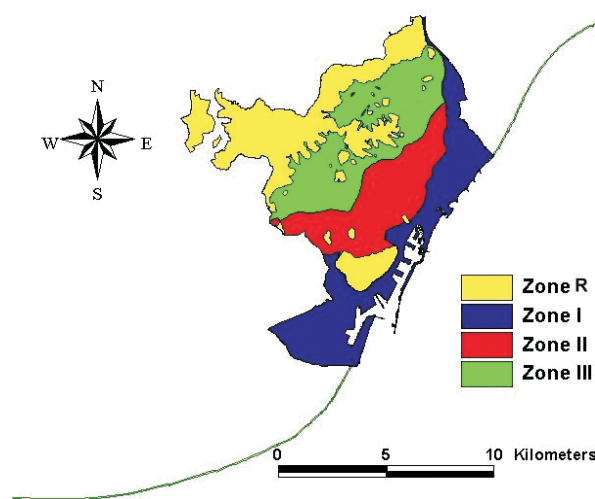 N
W E
S
Zone R
Zone I
Zone II
Zone III
0 5 10 Kilometers